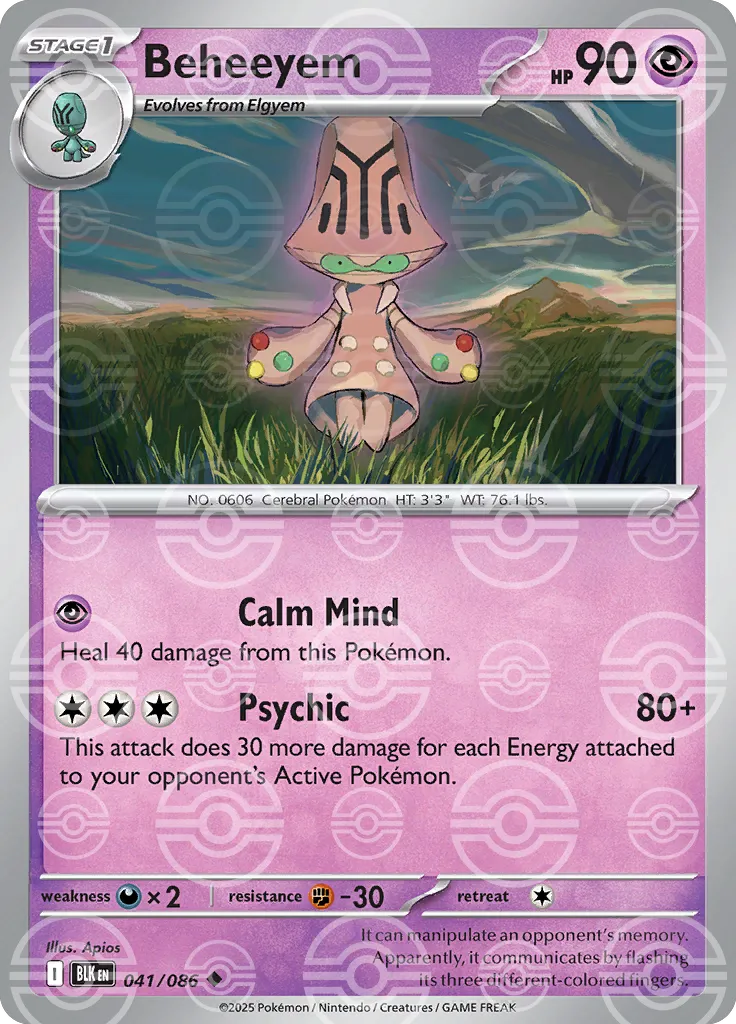 STAGE1
Beheeyem
HP 90
Evolves from Elgyem
NO. 0606 Cerebral Pokémon HT: 3'3" WT: 76.1 lbs.
Calm Mind
Heal 40 damage from this Pokémon.
Psychic 80+
This attack does 30 more damage for each Energy attached
to your opponent's Active Pokémon.
weakness ×2 resistance -30 retreat
Illus. Apios
It can manipulate an opponent's memory.
Apparently, it communicates by flashing
its three different-colored fingers.
I BLK EN 041/086
©2025 Pokémon / Nintendo / Creatures / GAME FREAK